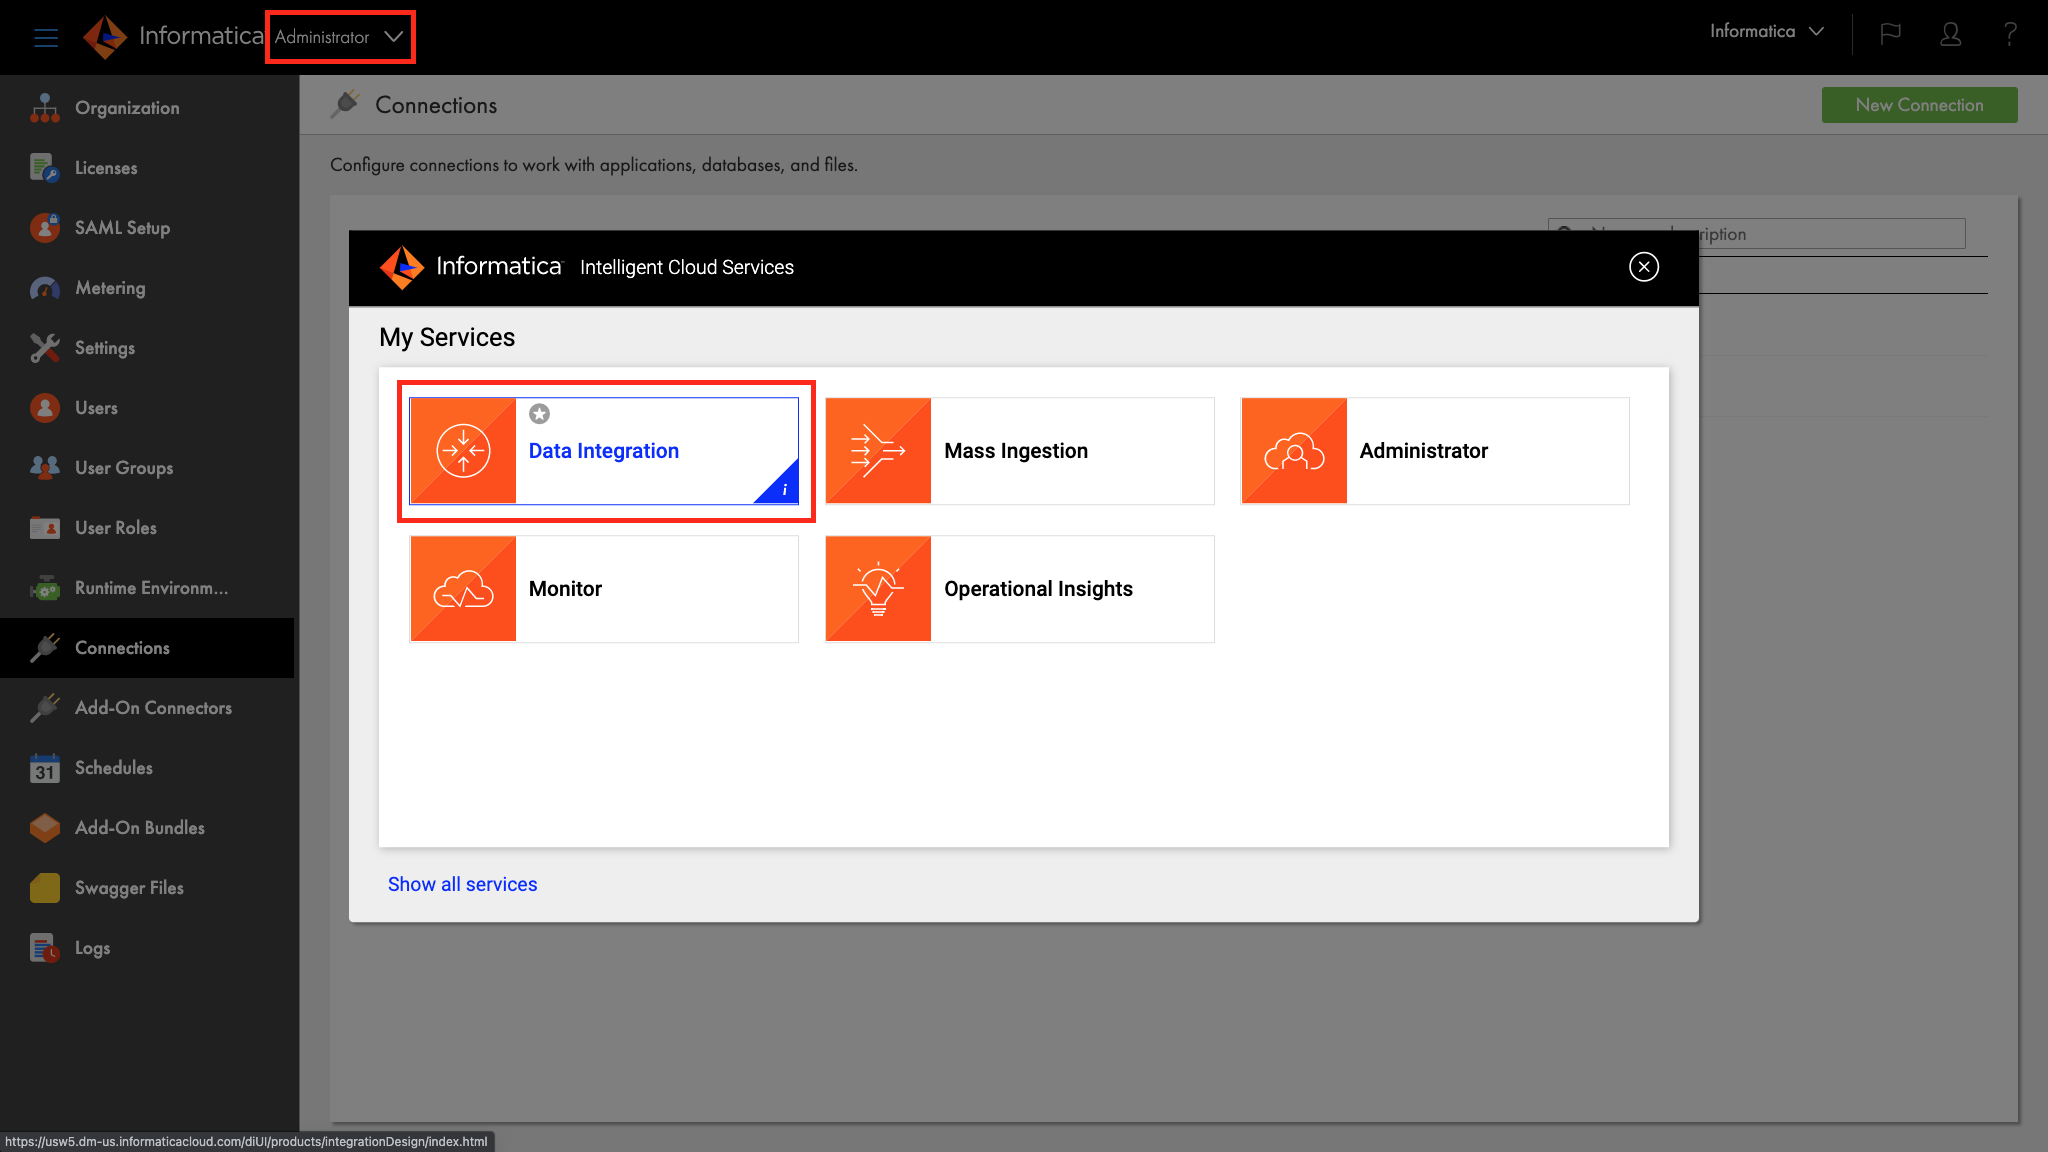 Informatica Administrator
Informatica
?
Organization
Licenses
SAML Setup
Metering
Settings
Users
User Groups
User Roles
Runtime Environm...
Connections
Add-On Connectors
31
Schedules
Add-On Bundles
Swagger Files
Logs
Connections
New Connection
Configure connections to work with applications, databases, and files.
Informatica Intelligent Cloud Services
My Services
Data Integration
i
Mass Ingestion
Administrator
Monitor
Operational Insights
Show all services
https://usw5.dm-us.informaticacloud.com/diUI/products/integrationDesign/index.html